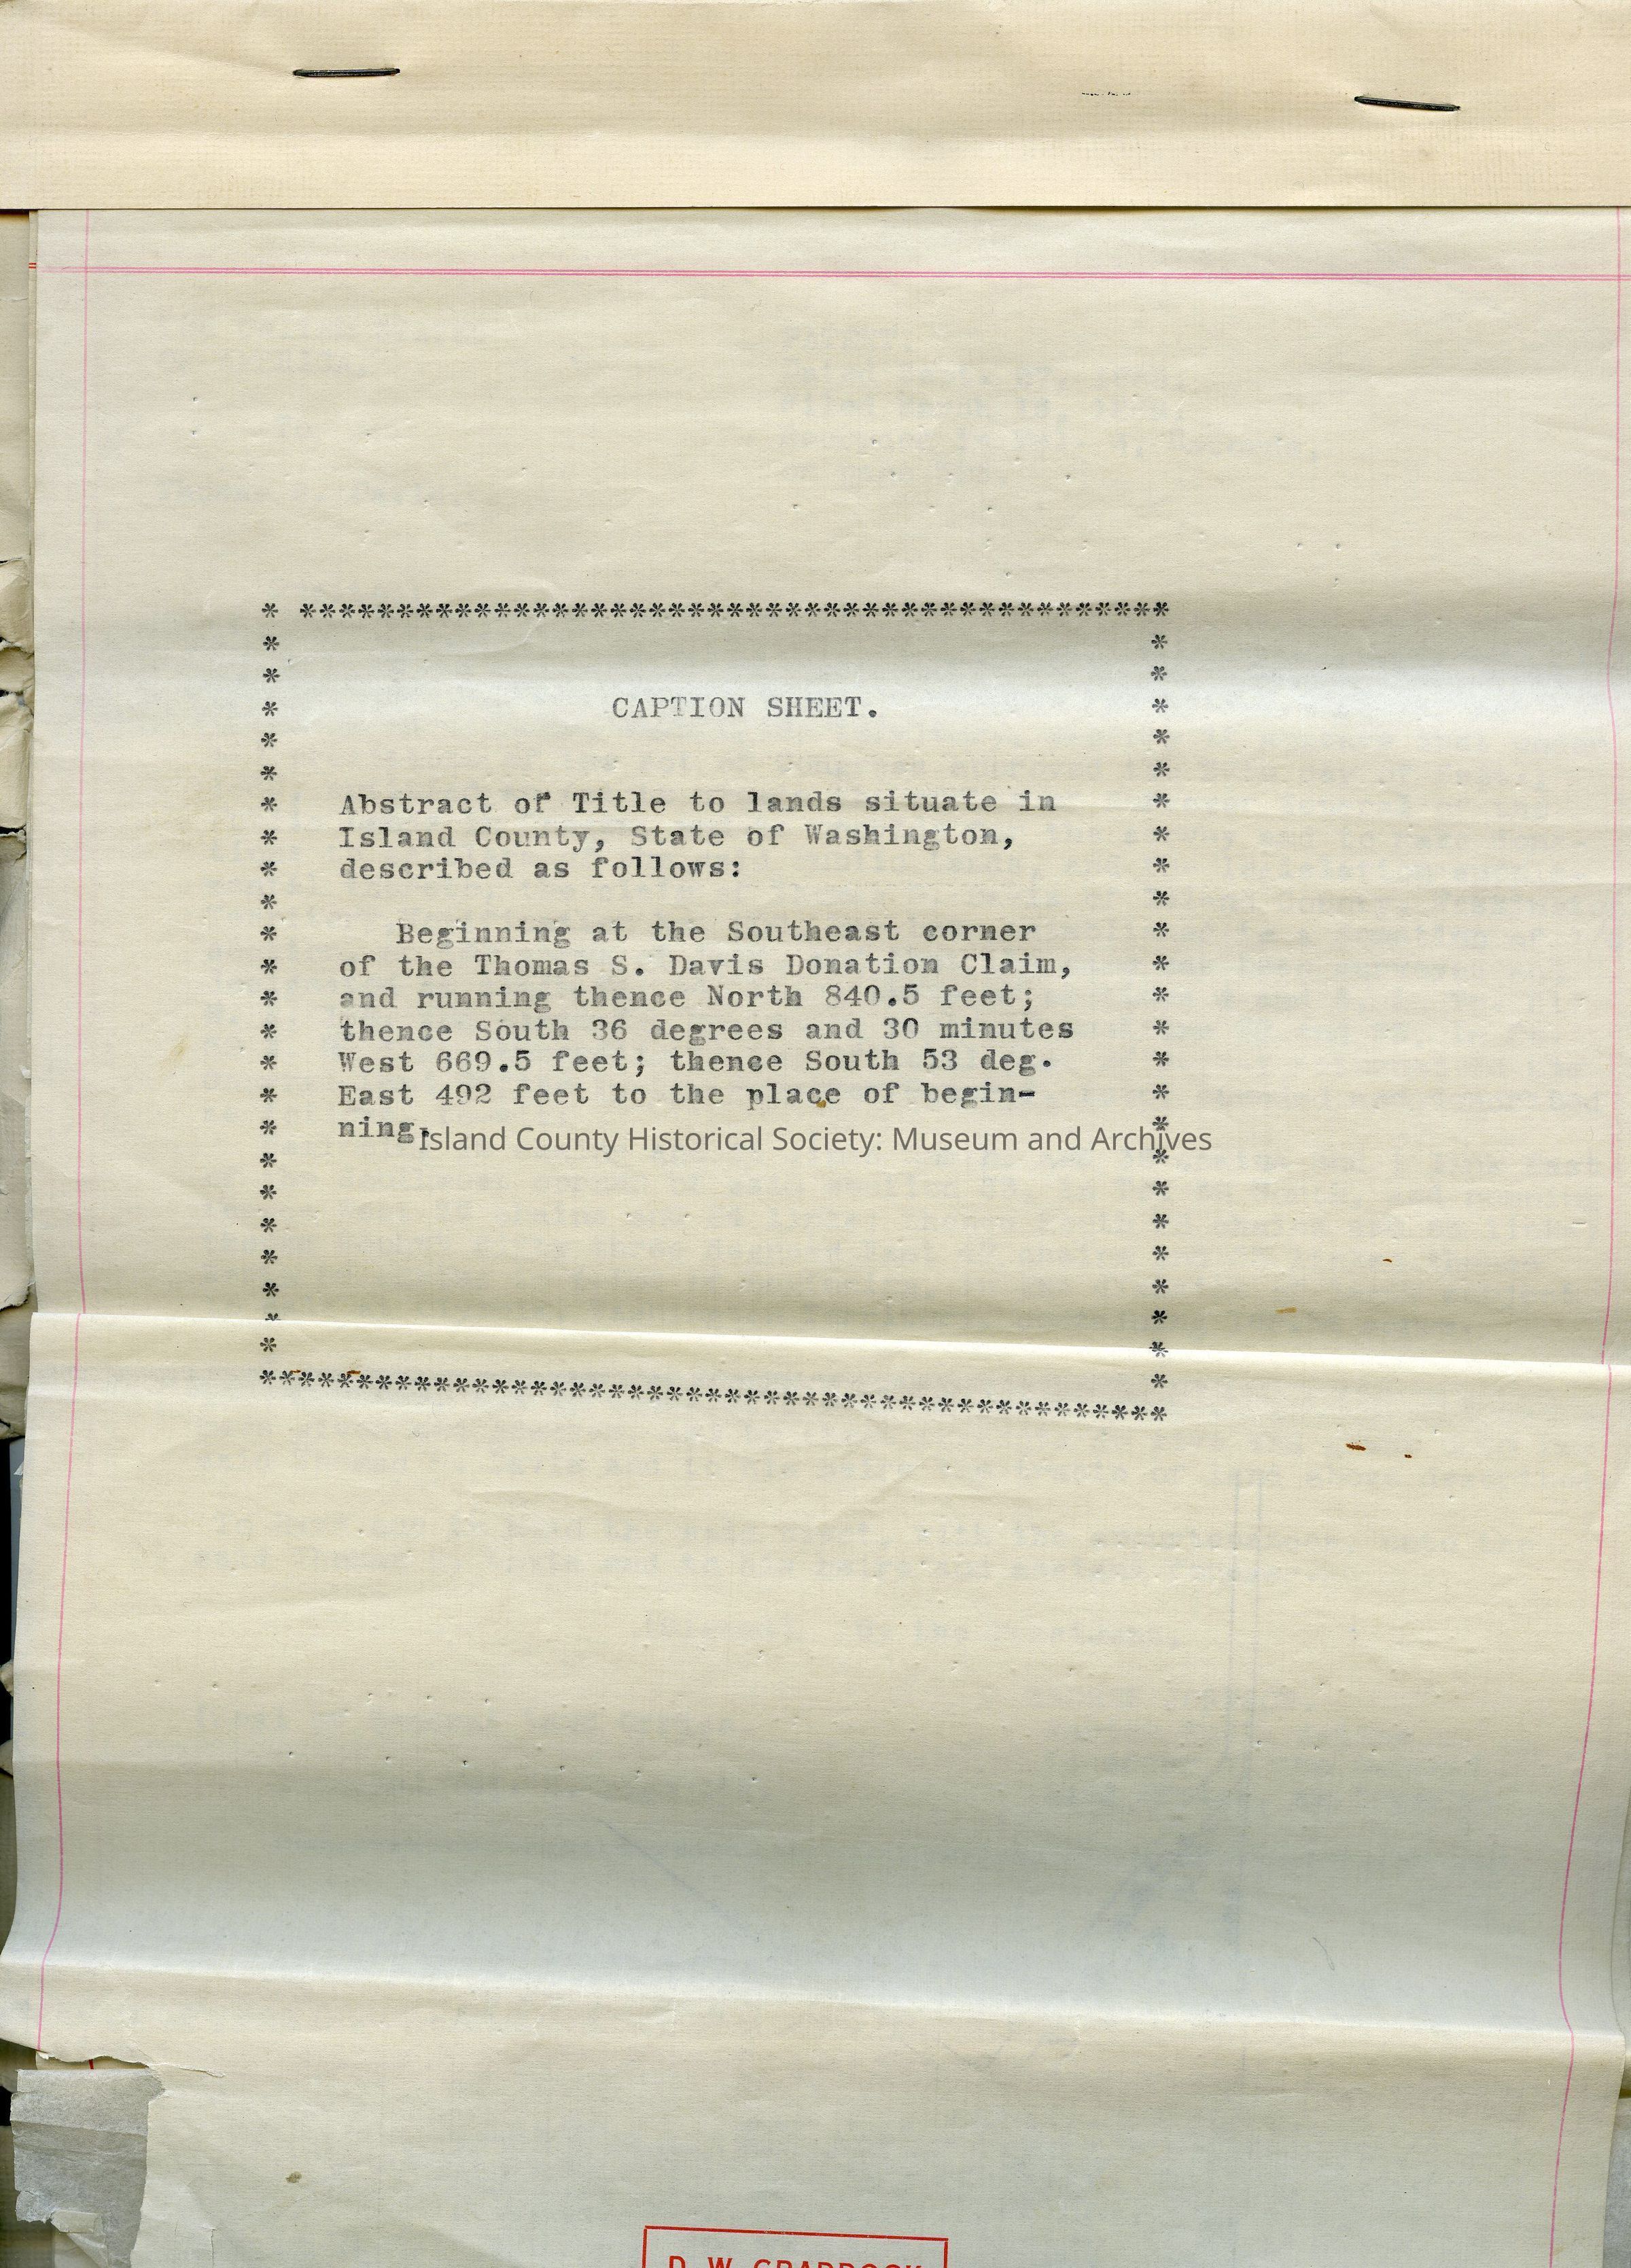 * *********************************************
CAPTION SHEET.
Abstract of Title to lands situate in
Island County, State of Washington,
described as follows:
Beginning at the Southeast corner
of the Thomas S. Davis Donation Claim,
and running thence North 840.5 feet;
thence South 36 degrees and 30 minutes
West 669.5 feet; thence South 53 deg.
East 492 feet to the place of begin-
ning.
Island County Historical Society: Museum and Archives
***********************************************
D. W. CRADDOCK